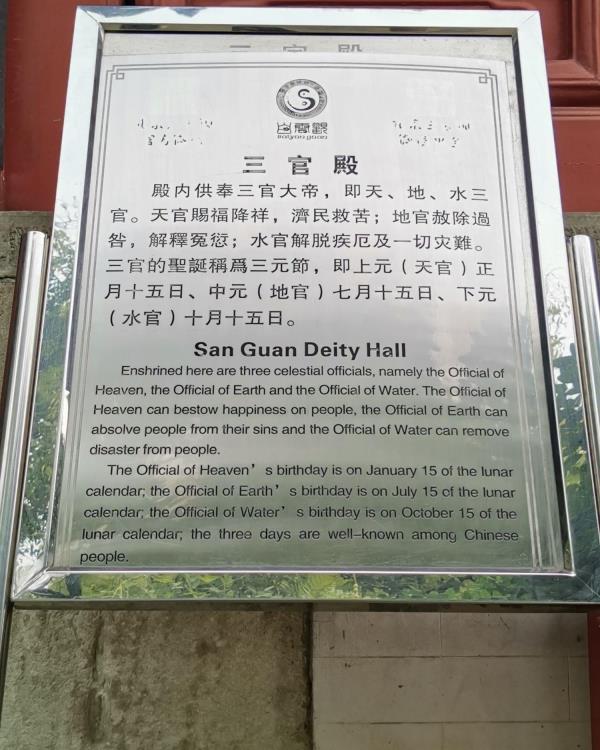 三官殿
三官殿
殿内供奉三官大帝，即天、地、水三
官。天官賜福降祥，濟民救苦；地官赦除過
咎，解釋冤愆；水官解脱疾厄及一切灾難。
三官的聖誕稱爲三元節，即上元（天官）正
月十五日、中元（地官）七月十五日、下元
（水官）十月十五日。
San Guan Deity Hall
Enshrined here are three celestial officials, namely the Official of
Heaven, the Official of Earth and the Official of Water. The Official of
Heaven can bestow happiness on people, the Official of Earth can
absolve people from their sins and the Official of Water can remove
disaster from people.
The Official of Heaven’s birthday is on January 15 of the lunar
calendar; the Official of Earth’s birthday is on July 15 of the lunar
calendar; the Official of Water’s birthday is on October 15 of the
lunar calendar; the three days are well-known among Chinese
people.